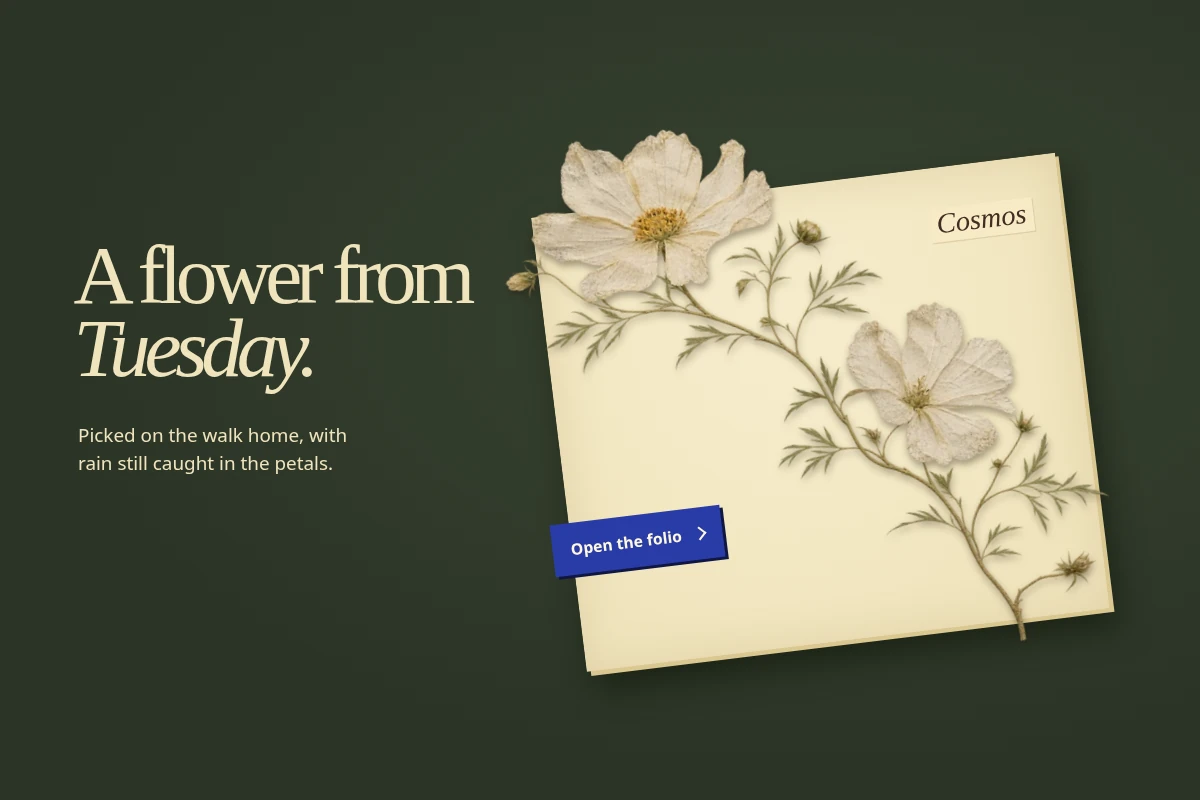 A flower from
Tuesday.
Picked on the walk home, with
rain still caught in the petals.
Cosmos
Open the folio